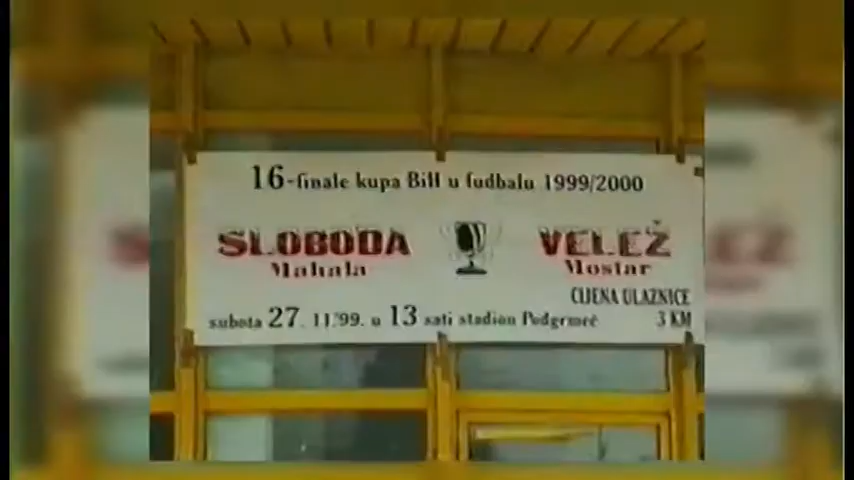 16-finale kupa BiH u fudbalu 1999/2000
SLOBODA VELEŽ
Mahala Mostar
CIJENA ULAZNICE
subota 27. 11.'99. u 13 sati stadion Podgrmeč 3 KM